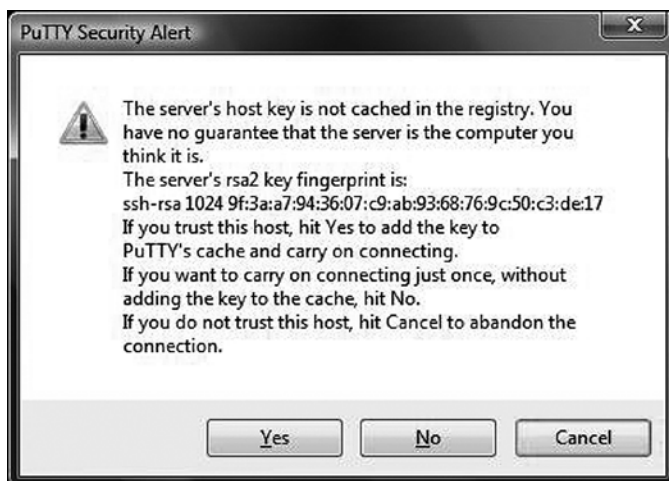 PuTTY Security Alert
The server's host key is not cached in the registry. You
have no guarantee that the server is the computer you
think it is.
The server's rsa2 key fingerprint is:
ssh-rsa 1024 9f:3a:a7:94:36:07:c9:ab:93:68:76:9c:50:c3:de:17
If you trust this host, hit Yes to add the key to
PuTTY's cache and carry on connecting.
If you want to carry on connecting just once, without
adding the key to the cache, hit No.
If you do not trust this host, hit Cancel to abandon the
connection.
Yes No Cancel